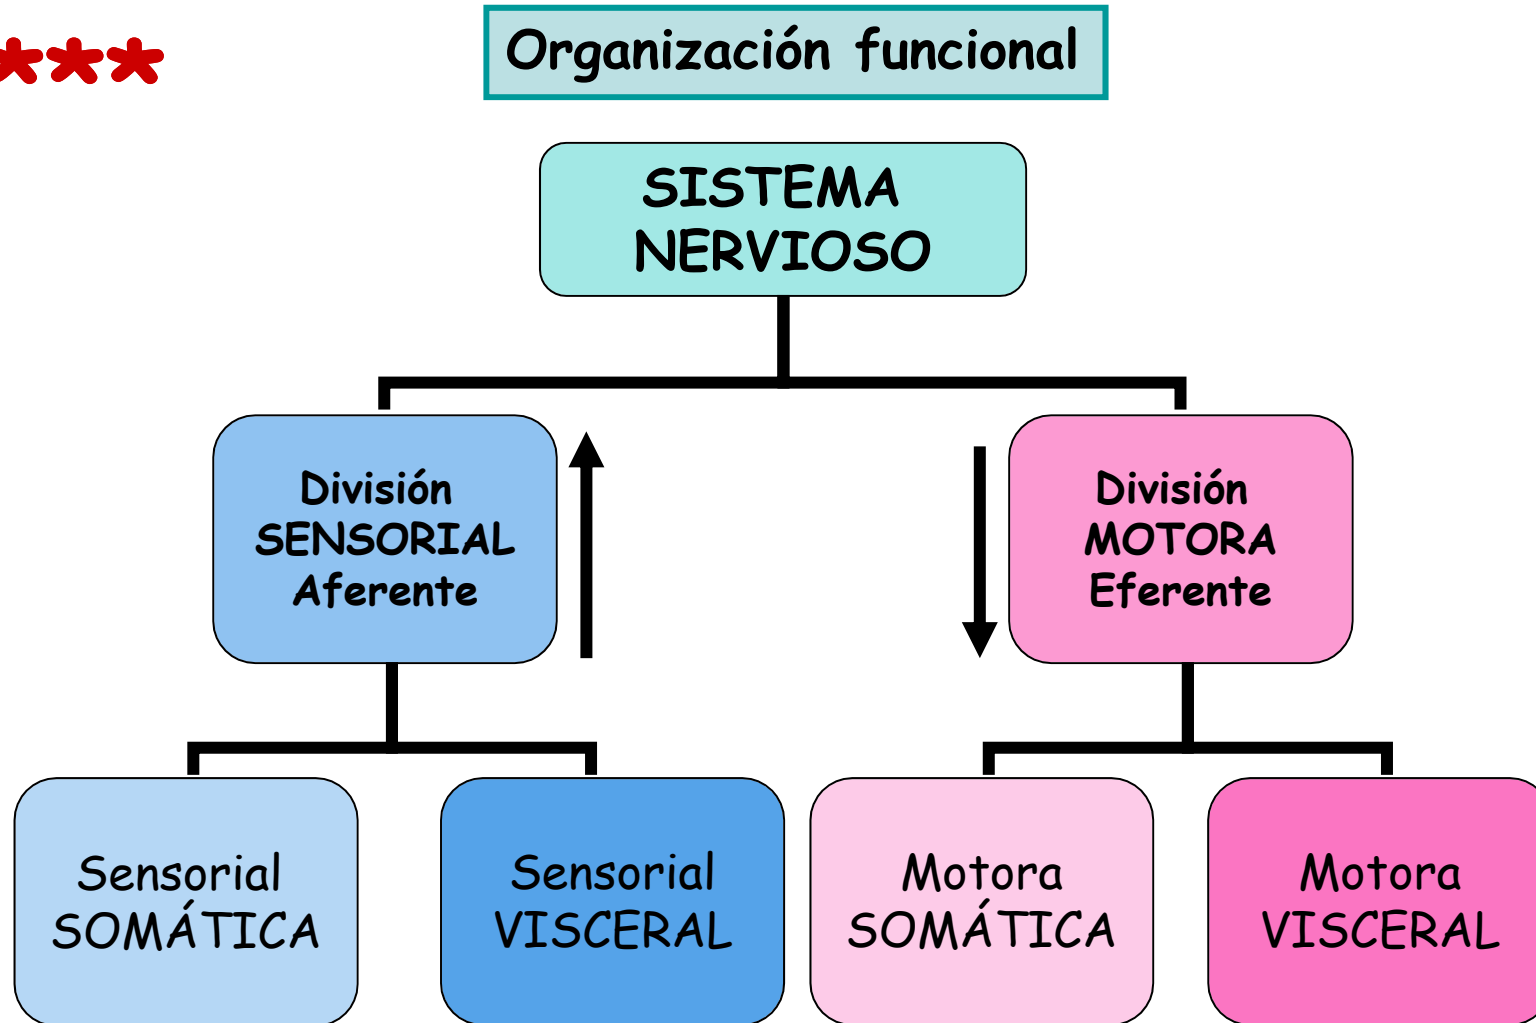 ***
Organización funcional
SISTEMA
NERVIOSO
División
SENSORIAL
Aferente
División
MOTORA
Eferente
Sensorial
SOMÁTICA
Sensorial
VISCERAL
Motora
SOMÁTICA
Motora
VISCERAL